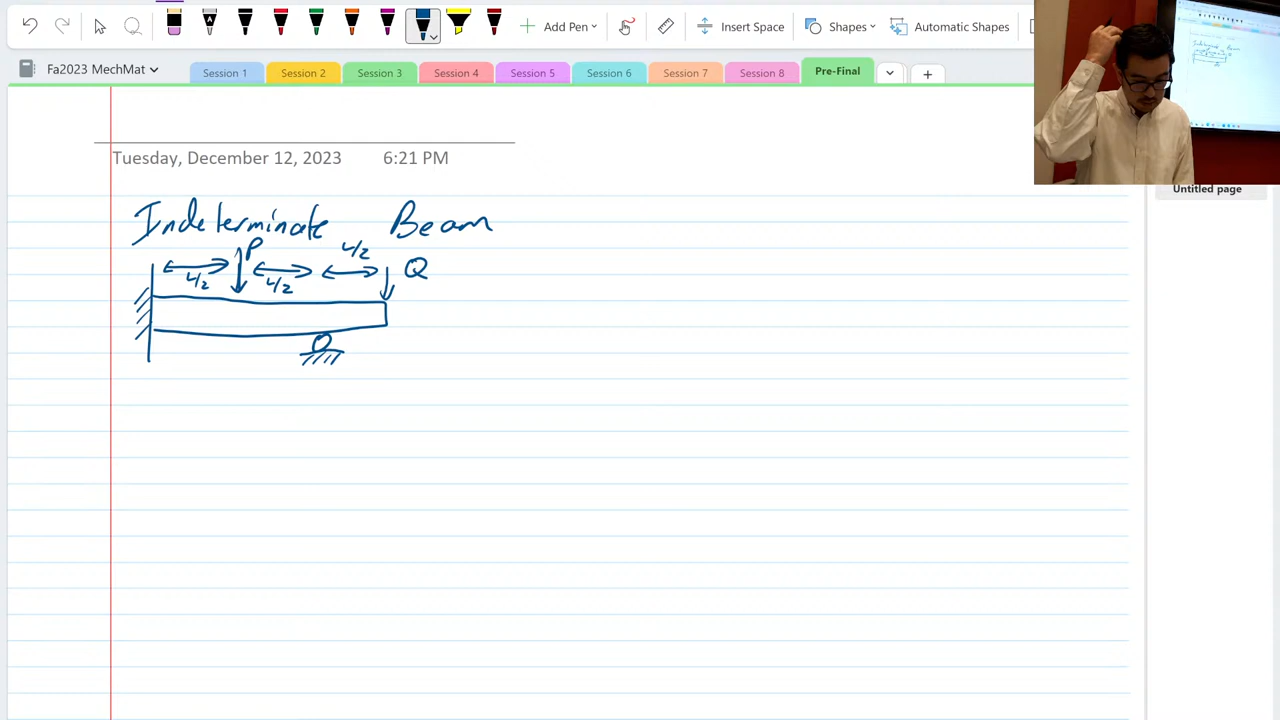 Add Pen
Insert Space
Shapes
Automatic Shapes
Fa2023 MechMat
Session 1
Session 2
Session 3
Session 4
Session 5
Session 6
Session 7
Session 8
Pre-Final
Untitled page
Tuesday, December 12, 2023 6:21 PM
Indeterminate Beam
P
L/2
L/2
L/2
Q